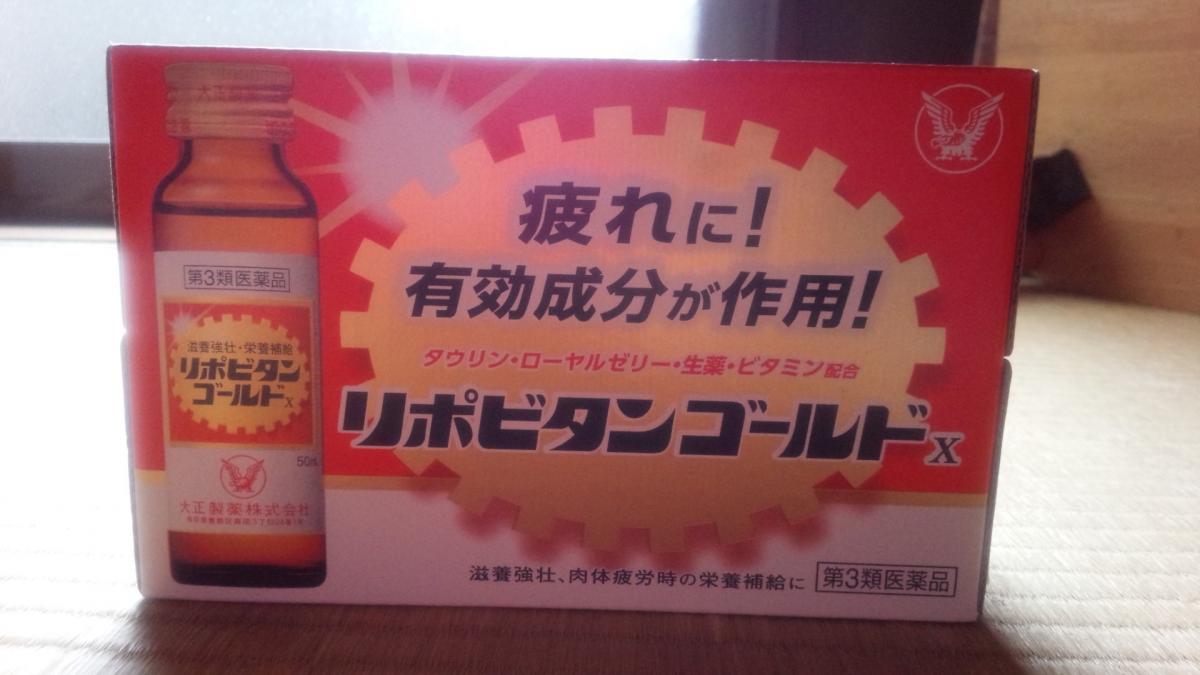 疲れに!
有効成分が作用!
タウリン・ローヤルゼリー・生薬・ビタミン配合
リポビタンゴールドX
滋養強壮、肉体疲労時の栄養補給に
第3類医薬品
大正製
第3類医薬品
滋養強壮・栄養補給
リポビタン
ゴールドX
50mL
大正製薬株式会社